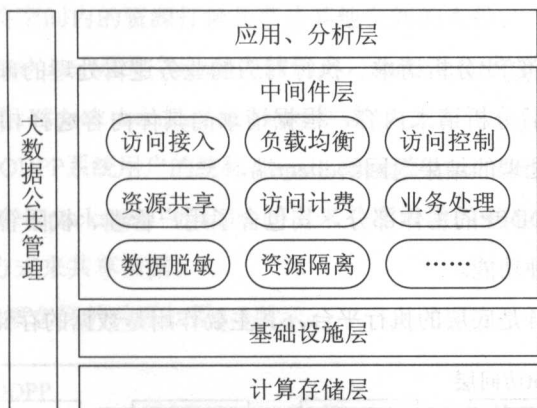 应用、分析层
中间件层
大数据公共管理
访问接入
负载均衡
访问控制
资源共享
访问计费
业务处理
数据脱敏
资源隔离
……
基础设施层
计算存储层